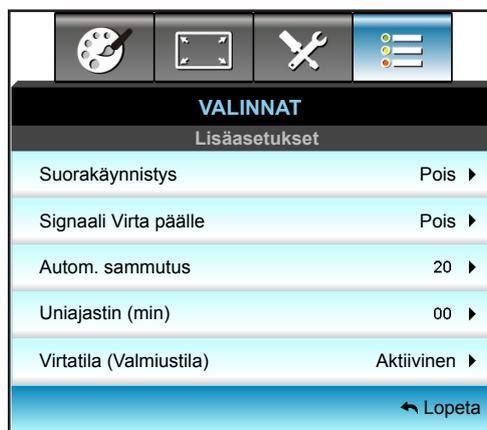 VALINNAT
Lisäasetukset
Suorakäynnistys Pois
Signaali Virta päälle Pois
Autom. sammutus 20
Uniajastin (min) 00
Virtatila (Valmiustila) Aktiivinen
Lopeta